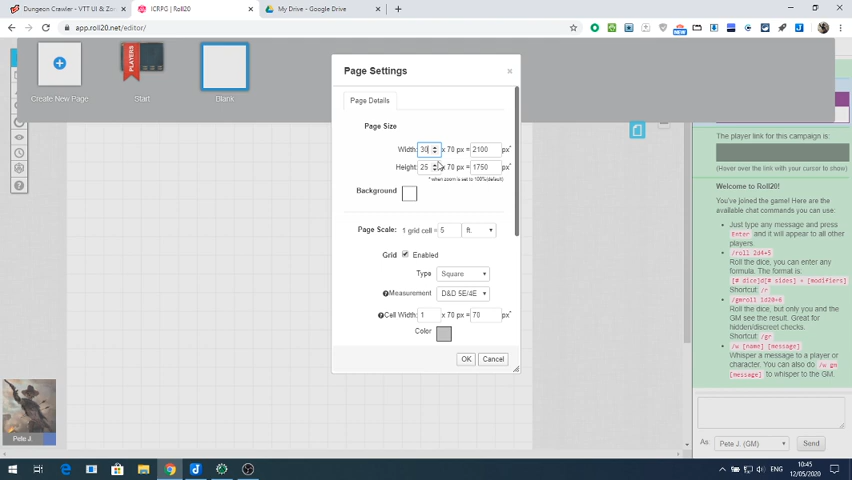 Dungeon Crawler - VTT UI & Zo
ICRPG | Roll20
My Drive - Google Drive
app.roll20.net/editor/
Create New Page
PLAYERS
Start
Blank
Page Settings
Page Details
Page Size
Width: 30 x 70 px = 2100 px*
Height: 25 x 70 px = 1750 px*
* when zoom is set to 100%(default)
Background
Page Scale: 1 grid cell = 5 ft.
Grid Enabled
Type Square
Measurement D&D 5E/4E
Cell Width: 1 x 70 px = 70 px*
Color
OK
Cancel
The player link for this campaign is:
(Hover over the link with your cursor to show)
Welcome to Roll20!
You've joined the game! Here are the
available chat commands you can use:
• Just type any message and press
Enter and it will appear to all other
players.
• /roll 2d4+5
Roll the dice, you can enter any
formula. The format is:
[# dice]d[# sides] + [modifiers]
Shortcut: /r
• /gmroll 1d20+6
Roll the dice, but only you and the
GM see the result. Great for
hidden/discreet checks.
Shortcut: /gr
• /w [name] [message]
Whisper a message to a player or
character. You can also do /w gm
[message] to whisper to the GM.
Pete J.
As: Pete J. (GM)
Send
ENG
10:45
12/05/2020